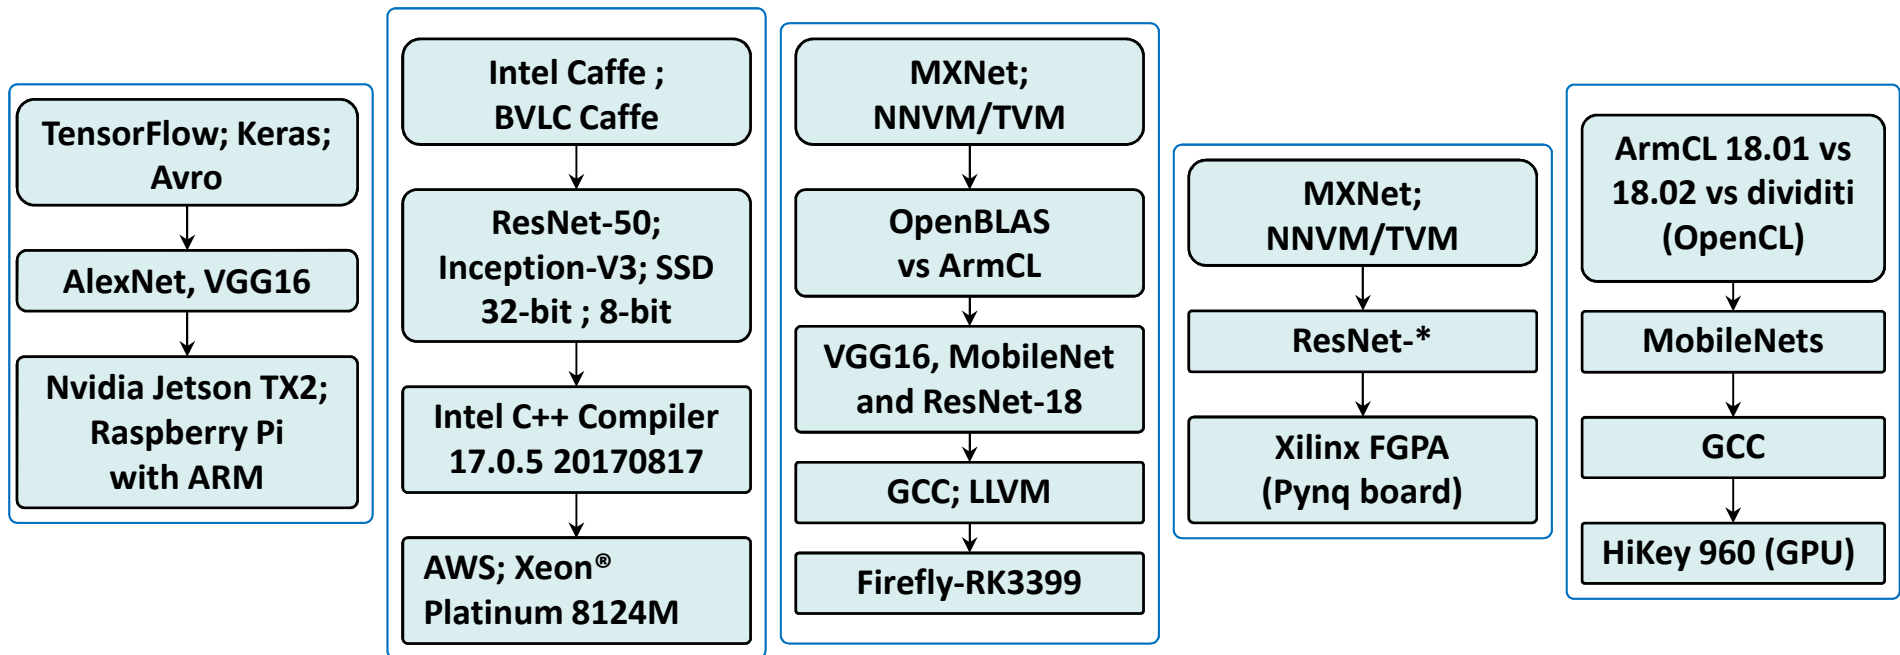 TensorFlow; Keras;
Avro
AlexNet, VGG16
Nvidia Jetson TX2;
Raspberry Pi
with ARM
Intel Caffe ;
BVLC Caffe
ResNet-50;
Inception-V3; SSD
32-bit ; 8-bit
Intel C++ Compiler
17.0.5 20170817
AWS; Xeon®
Platinum 8124M
MXNet;
NNVM/TVM
OpenBLAS
vs ArmCL
VGG16, MobileNet
and ResNet-18
GCC; LLVM
Firefly-RK3399
MXNet;
NNVM/TVM
ResNet-*
Xilinx FGPA
(Pynq board)
ArmCL 18.01 vs
18.02 vs dividiti
(OpenCL)
MobileNets
GCC
HiKey 960 (GPU)